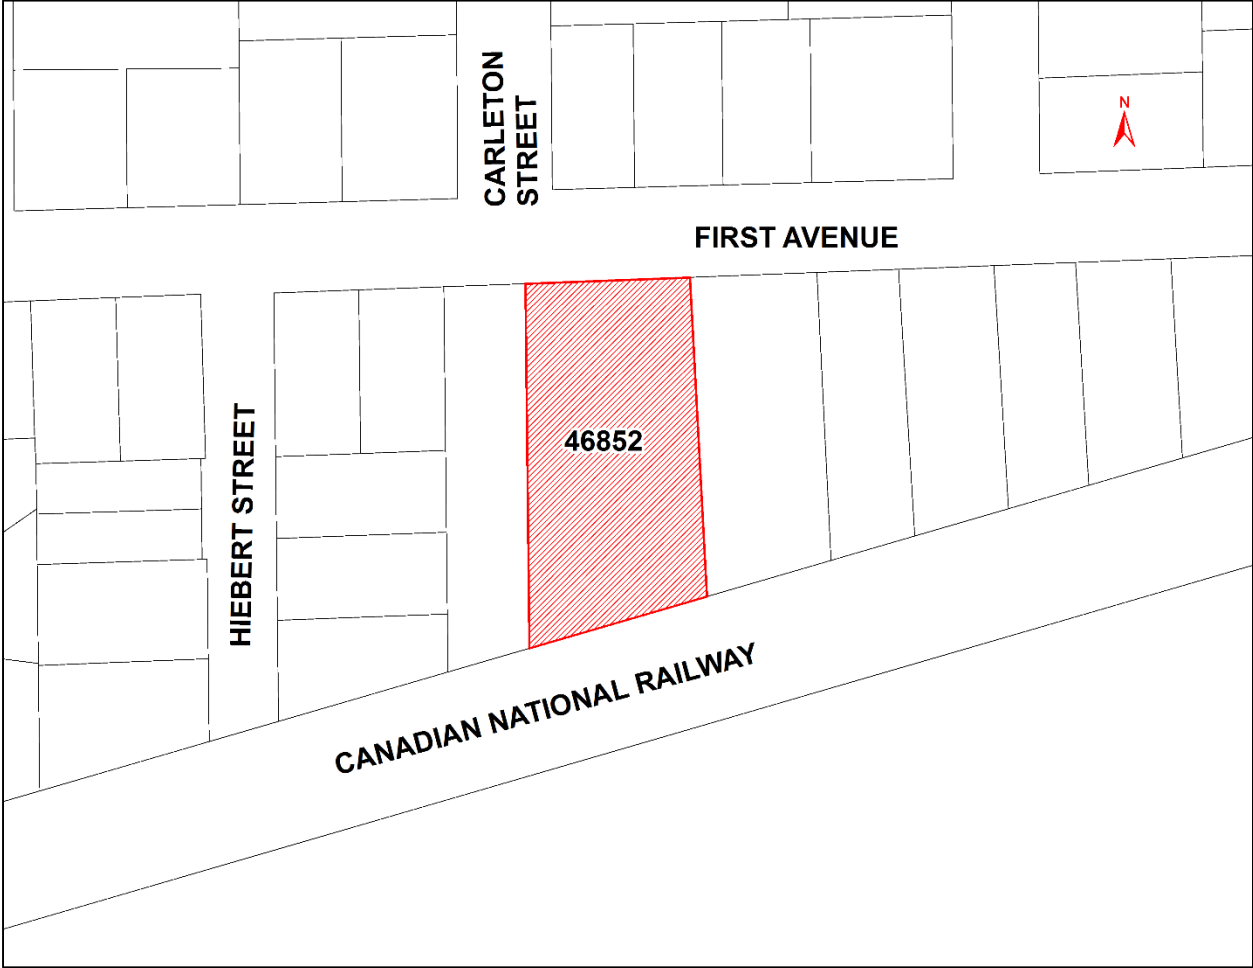 CARLETON
STREET
N
FIRST AVENUE
46852
HIEBERT STREET
CANADIAN NATIONAL RAILWAY